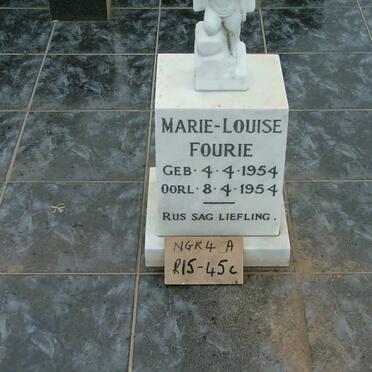 MARIE-LOUISE
FOURIE
GEB·4·4·1954
OORL·8·4·1954
RUS SAG LIEFLING.
NGK4 A
R15-45c